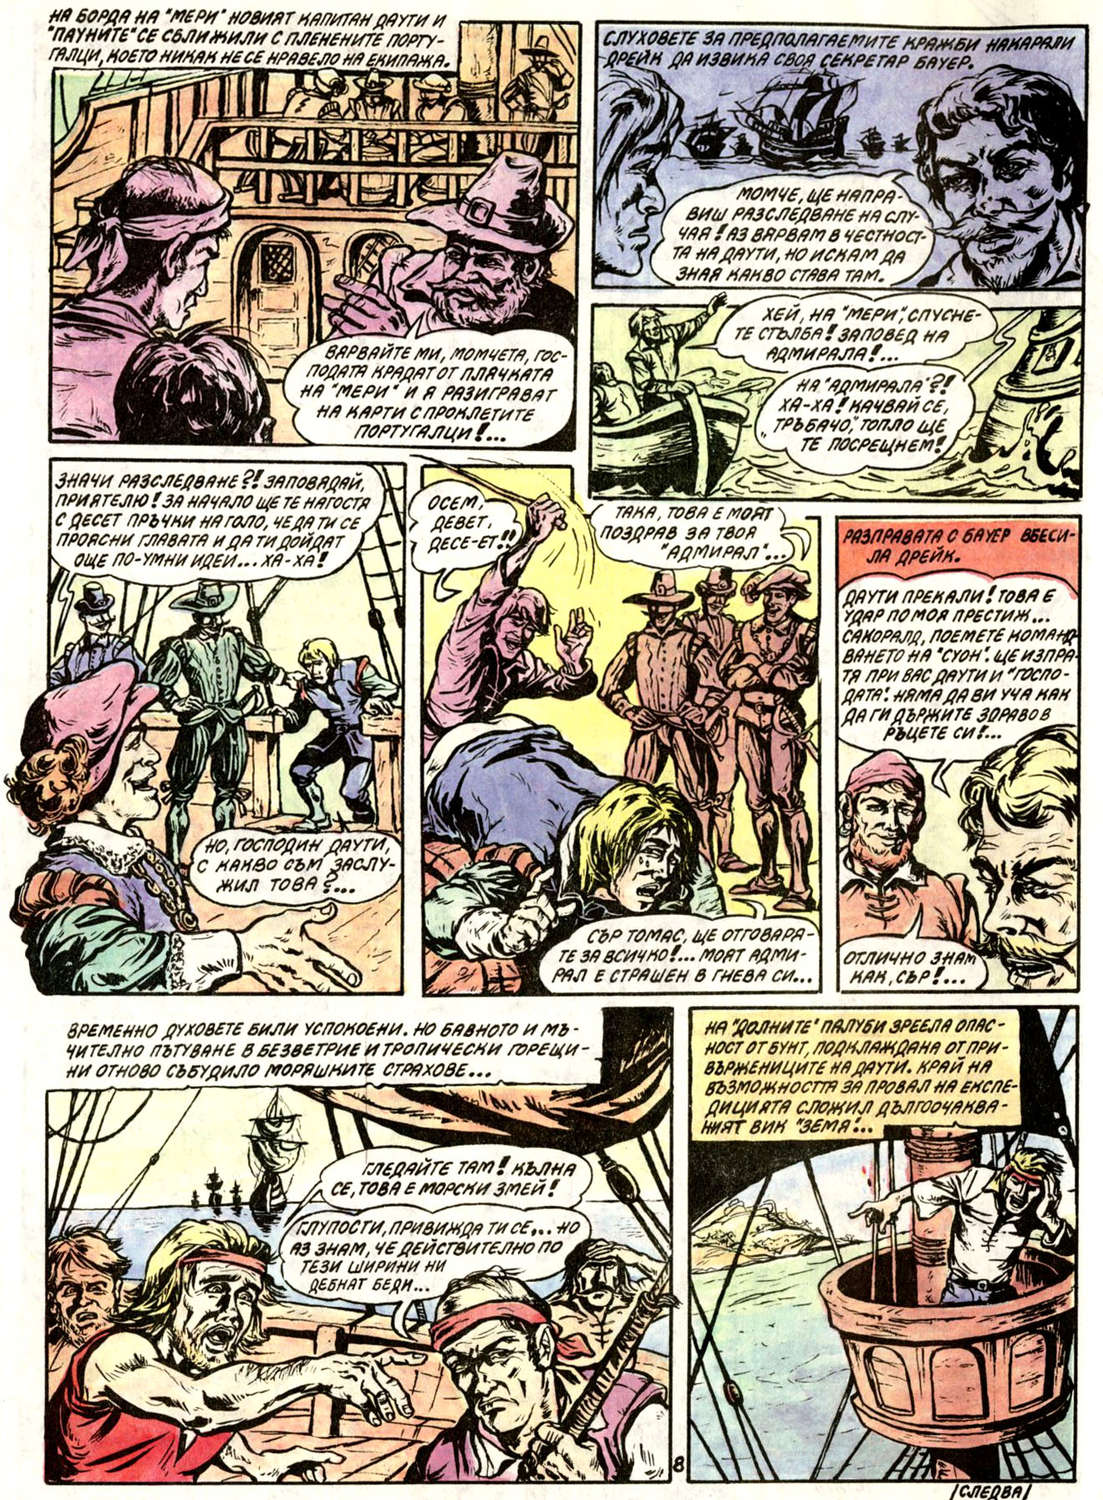 НА БОРДА НА "МЕРИ" НОВИЯТ КАПИТАН ДАУТИ И
"ПАУНИТЕ" СЕ СБЛИЖИЛИ С ПЛЕНЕНИТЕ ПОРТУ-
ГАЛЦИ, КОЕТО НИКАК НЕ СЕ НРАВЕЛО НА ЕКИПАЖА.
ВЯРВАЙТЕ МИ, МОМЧЕТА, ГОС-
ПОДАТА КРАДАТ ОТ ПЛЯЧКАТА
НА "МЕРИ" И Я РАЗИГРАВАТ
НА КАРТИ С ПРОКЛЕТИТЕ
ПОРТУГАЛЦИ!...
СЛУХОВЕТЕ ЗА ПРЕДПОЛАГАЕМИТЕ КРАЖБИ НАКАРАЛИ
ДРЕЙК ДА ИЗВИКА СВОЯ СЕКРЕТАР БАУЕР.
МОМЧЕ, ЩЕ НАПРА-
ВИШ РАЗСЛЕДВАНЕ НА СЛУ-
ЧАЯ! АЗ ВЯРВАМ В ЧЕСТНОСТ-
ТА НА ДАУТИ, НО ИСКАМ ДА
ЗНАЯ КАКВО СТАВА ТАМ.
ХЕЙ, НА "МЕРИ", СПУСНЕ-
ТЕ СТЪЛБА! ЗАПОВЕД НА
АДМИРАЛА!...
НА "АДМИРАЛА"?!
ХА-ХА! КАЧВАЙ СЕ,
"ТРЪБАЧО", ТОПЛО ЩЕ
ТЕ ПОСРЕЩНЕМ!
ЗНАЧИ РАЗСЛЕДВАНЕ?! ЗАПОВЯДАЙ,
ПРИЯТЕЛЮ! ЗА НАЧАЛО ЩЕ ТЕ НАГОСТЯ
С ДЕСЕТ ПРЪЧКИ НА ГОЛО, ЧЕ ДА ТИ СЕ
ПРОЯСНИ ГЛАВАТА И ДА ТИ ДОЙДАТ
ОЩЕ ПО-УМНИ ИДЕИ... ХА-ХА!
НО, ГОСПОДИН ДАУТИ,
С КАКВО СЪМ ЗАСЛУ-
ЖИЛ ТОВА?...
ОСЕМ,
ДЕВЕТ,
ДЕСЕ-ЕТ!!
ТАКА, ТОВА Е МОЯТ
ПОЗДРАВ ЗА ТВОЯ
"АДМИРАЛ"...
СЪР ТОМАС, ЩЕ ОТГОВАРЯ-
ТЕ ЗА ВСИЧКО!... МОЯТ АДМИ-
РАЛ Е СТРАШЕН В ГНЕВА СИ...
РАЗПРАВАТА С БАУЕР ВБЕСИ-
ЛА ДРЕЙК.
ДАУТИ ПРЕКАЛИ! ТОВА Е
УДАР ПО МОЯ ПРЕСТИЖ...
САКОРАЛД, ПОЕМЕТЕ КОМАНД-
ВАНЕТО НА "СУОН". ЩЕ ИЗПРА-
ТЯ ПРИ ВАС ДАУТИ И "ГОСПО-
ДАТА". НЯМА ДА ВИ УЧА КАК
ДА ГИ ДЪРЖИТЕ ЗДРАВО В
РЪЦЕТЕ СИ!...
ОТЛИЧНО ЗНАМ
КАК, СЪР!...
ВРЕМЕННО ДУХОВЕТЕ БИЛИ УСПОКОЕНИ. НО БАВНОТО И МЪ-
ЧИТЕЛНО ПЪТУВАНЕ В БЕЗВЕТРИЕ И ТРОПИЧЕСКИ ГОРЕЩИ-
НИ ОТНОВО СЪБУДИЛО МОРЯШКИТЕ СТРАХОВЕ...
ГЛЕДАЙТЕ ТАМ! КЪЛНА
СЕ, ТОВА Е МОРСКИ ЗМЕЙ!
ГЛУПОСТИ, ПРИВИЖДА ТИ СЕ... НО
АЗ ЗНАМ, ЧЕ ДЕЙСТВИТЕЛНО ПО
ТЕЗИ ШИРИНИ НИ
ДЕБНАТ БЕДИ...
8
НА "ДОЛНИТЕ" ПАЛУБИ ЗРЕЕЛА ОПАС-
НОСТ ОТ БУНТ, ПОДКЛАЖДАНА ОТ ПРИ-
ВЪРЖЕНИЦИТЕ НА ДАУТИ. КРАЙ НА
ВЪЗМОЖНОСТТА ЗА ПРОВАЛ НА ЕКСПЕ-
ДИЦИЯТА СЛОЖИЛ ДЪЛГООЧАКВА-
НИЯТ ВИК "ЗЕМЯ!"...
/СЛЕДВА/